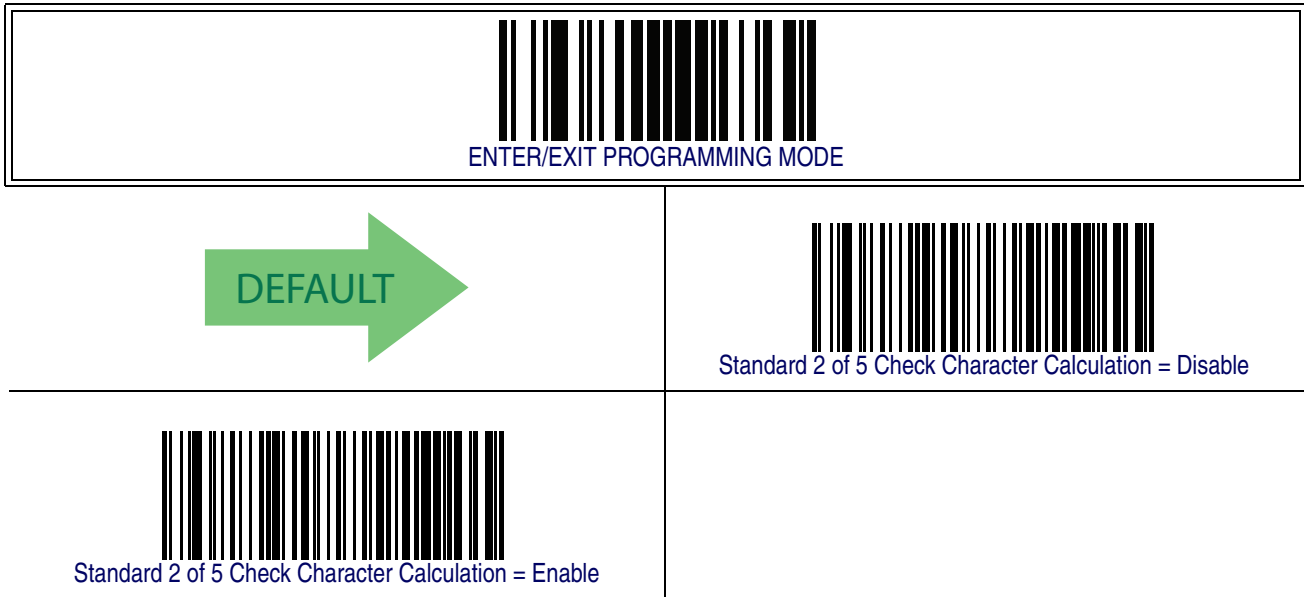 ENTER/EXIT PROGRAMMING MODE
DEFAULT
Standard 2 of 5 Check Character Calculation = Disable
Standard 2 of 5 Check Character Calculation = Enable